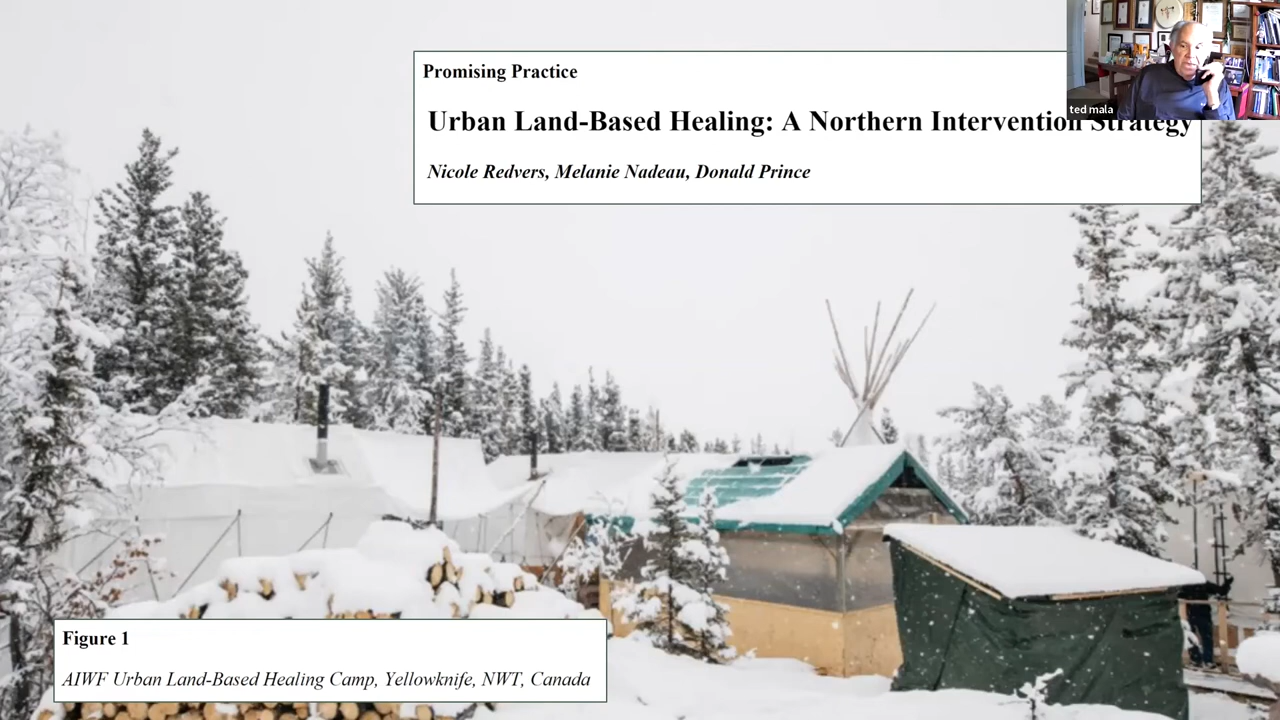 Promising Practice
ted mala
Urban Land-Based Healing: A Northern Intervention Strategy
Nicole Redvers, Melanie Nadeau, Donald Prince
Figure 1
AIWF Urban Land-Based Healing Camp, Yellowknife, NWT, Canada